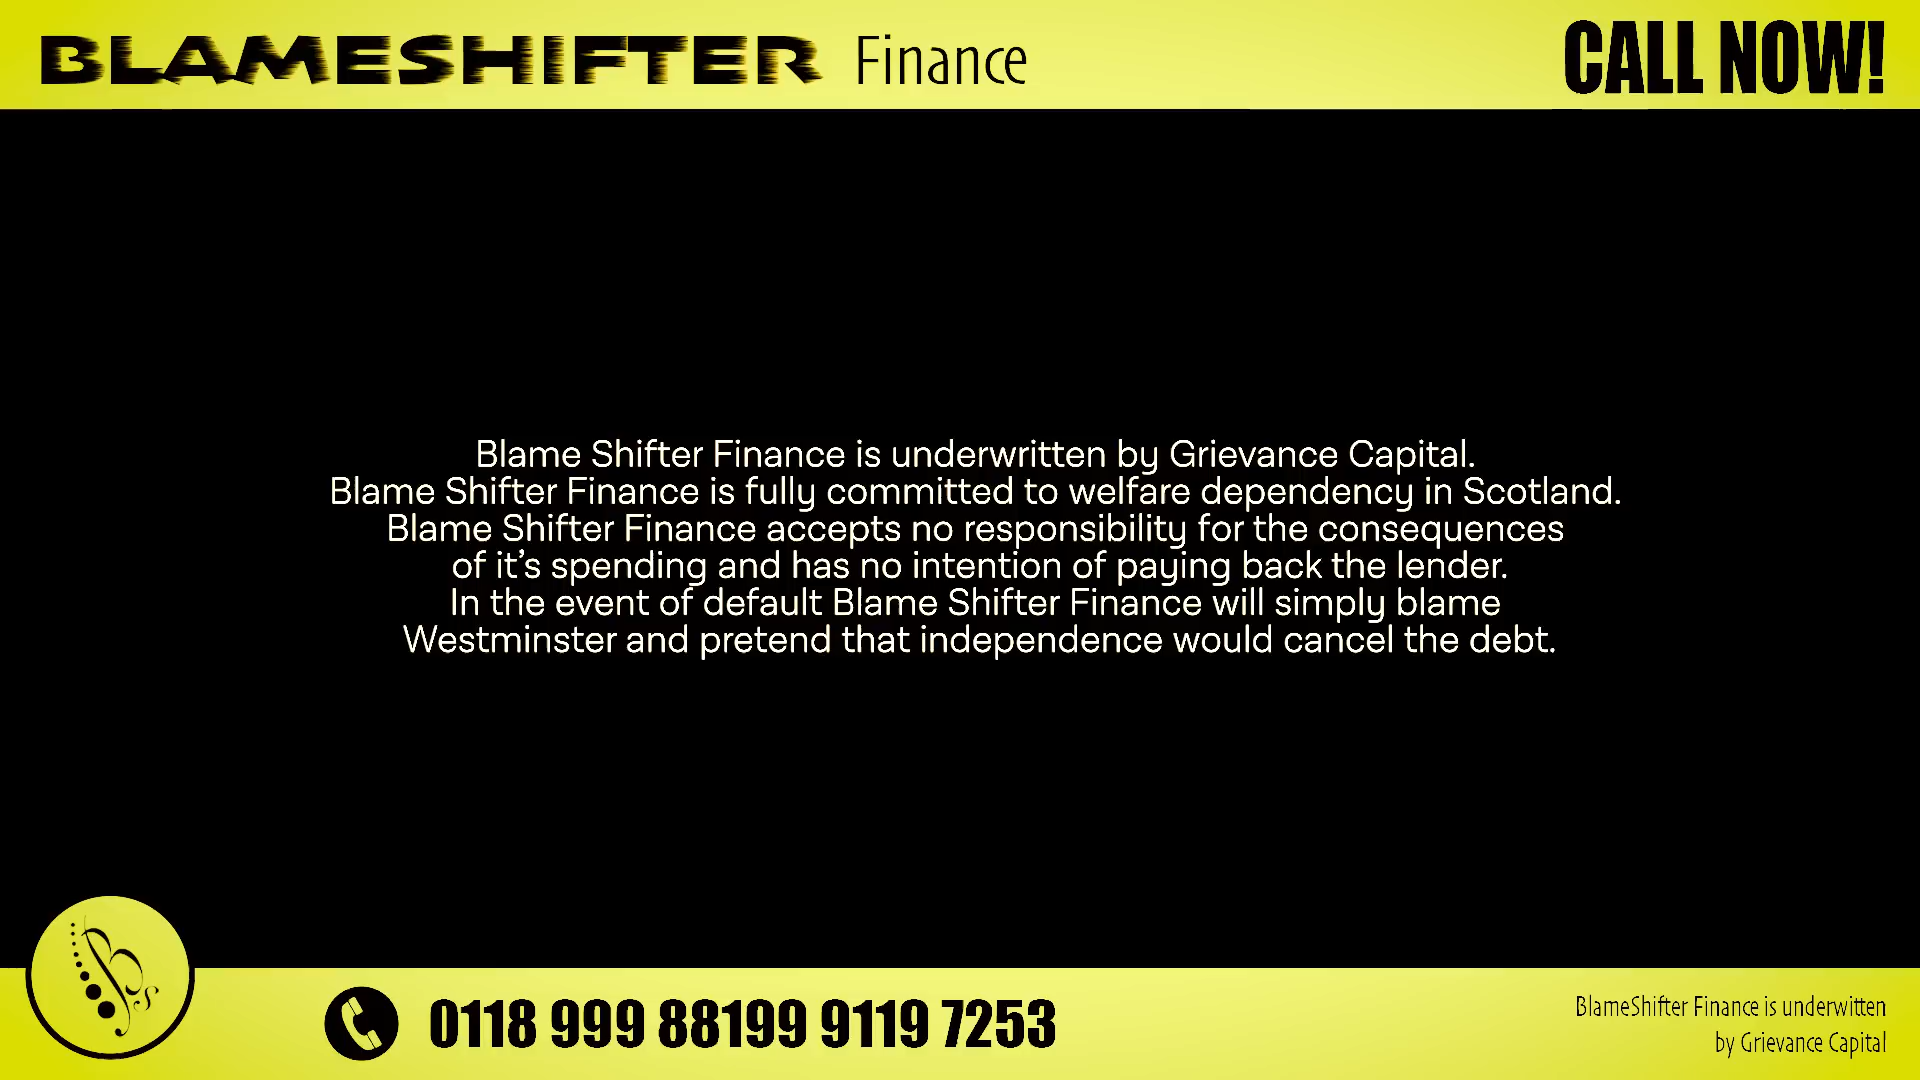 BLAMESHIFTER Finance
CALL NOW!
Blame Shifter Finance is underwritten by Grievance Capital.
Blame Shifter Finance is fully committed to welfare dependency in Scotland.
Blame Shifter Finance accepts no responsibility for the consequences
of it's spending and has no intention of paying back the lender.
In the event of default Blame Shifter Finance will simply blame
Westminster and pretend that independence would cancel the debt.
Bs
0118 999 88199 9119 7253
BlameShifter Finance is underwitten
by Grievance Capital